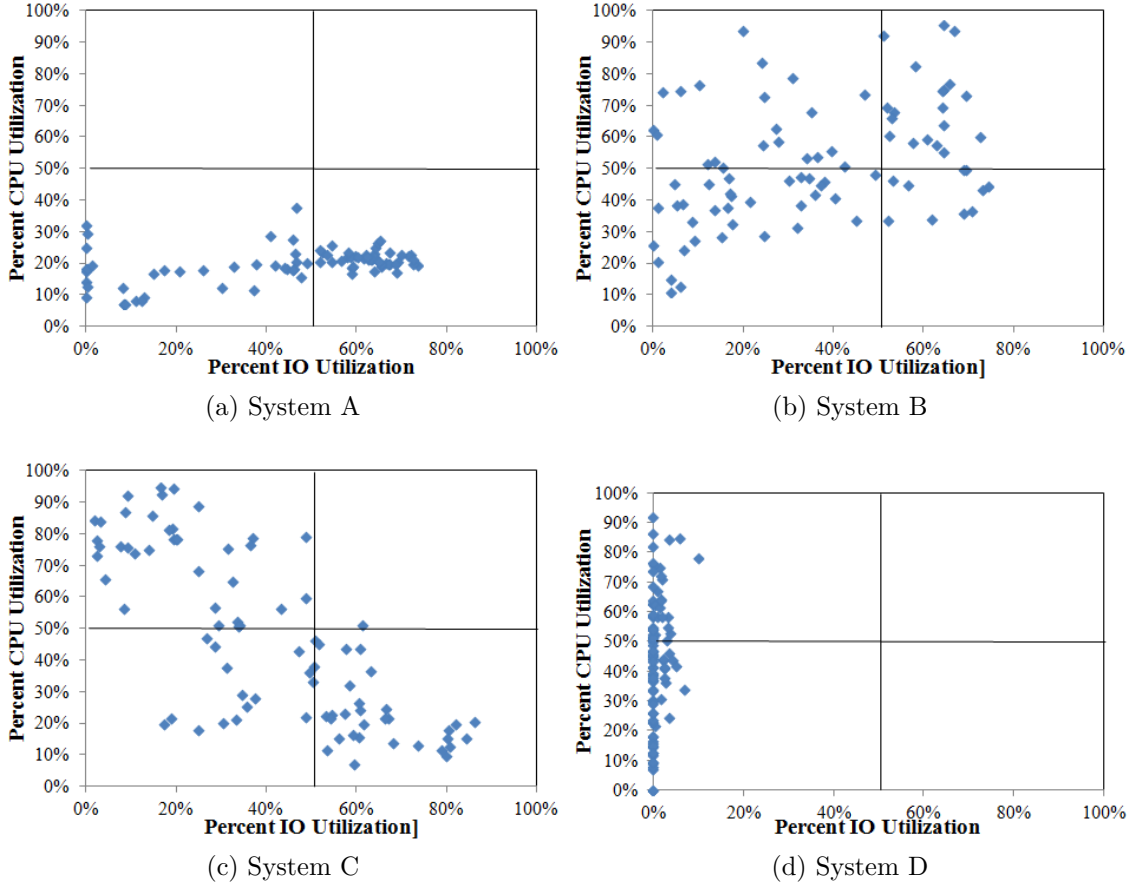 100%
90%
80%
70%
60%
50%
40%
30%
20%
10%
0%
Percent CPU Utilization
0% 20% 40% 60% 80% 100%
Percent IO Utilization
(a) System A
100%
90%
80%
70%
60%
50%
40%
30%
20%
10%
0%
Percent CPU Utilization
0% 20% 40% 60% 80% 100%
Percent IO Utilization]
(b) System B
100%
90%
80%
70%
60%
50%
40%
30%
20%
10%
0%
Percent CPU Utilization
0% 20% 40% 60% 80% 100%
Percent IO Utilization]
(c) System C
100%
90%
80%
70%
60%
50%
40%
30%
20%
10%
0%
Percent CPU Utilization
0% 20% 40% 60% 80% 100%
Percent IO Utilization
(d) System D